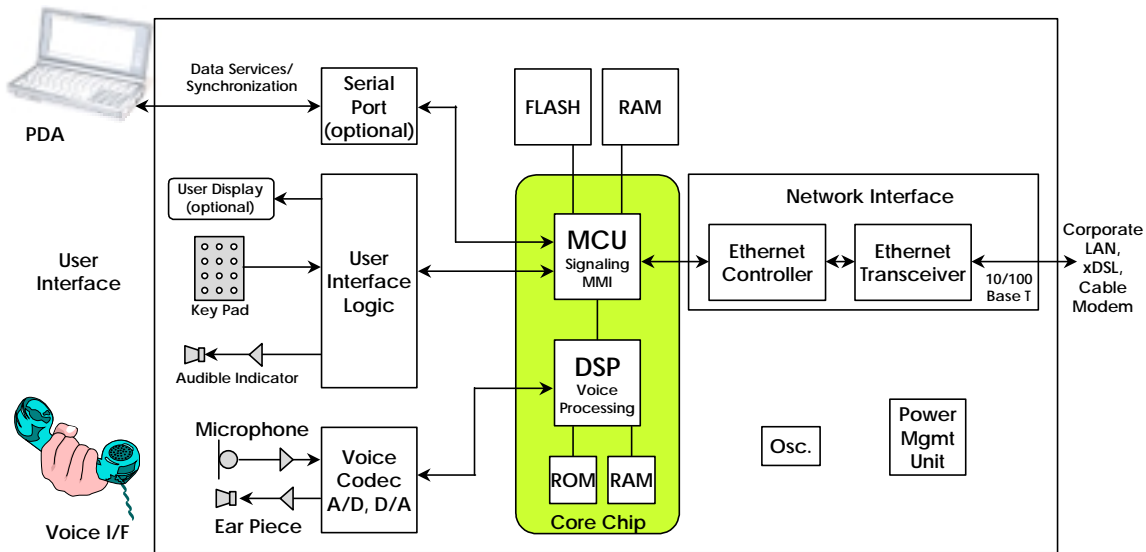 PDA
Data Services/
Synchronization
Serial
Port
(optional)
FLASH
RAM
User
Interface
User Display
(optional)
Key Pad
Audible Indicator
User
Interface
Logic
MCU
Signaling
MMI
DSP
Voice
Processing
ROM
RAM
Core Chip
Network Interface
Ethernet
Controller
Ethernet
Transceiver
10/100
Base T
Corporate
LAN,
xDSL,
Cable
Modem
Voice I/F
Microphone
Ear Piece
Voice
Codec
A/D, D/A
Osc.
Power
Mgmt
Unit